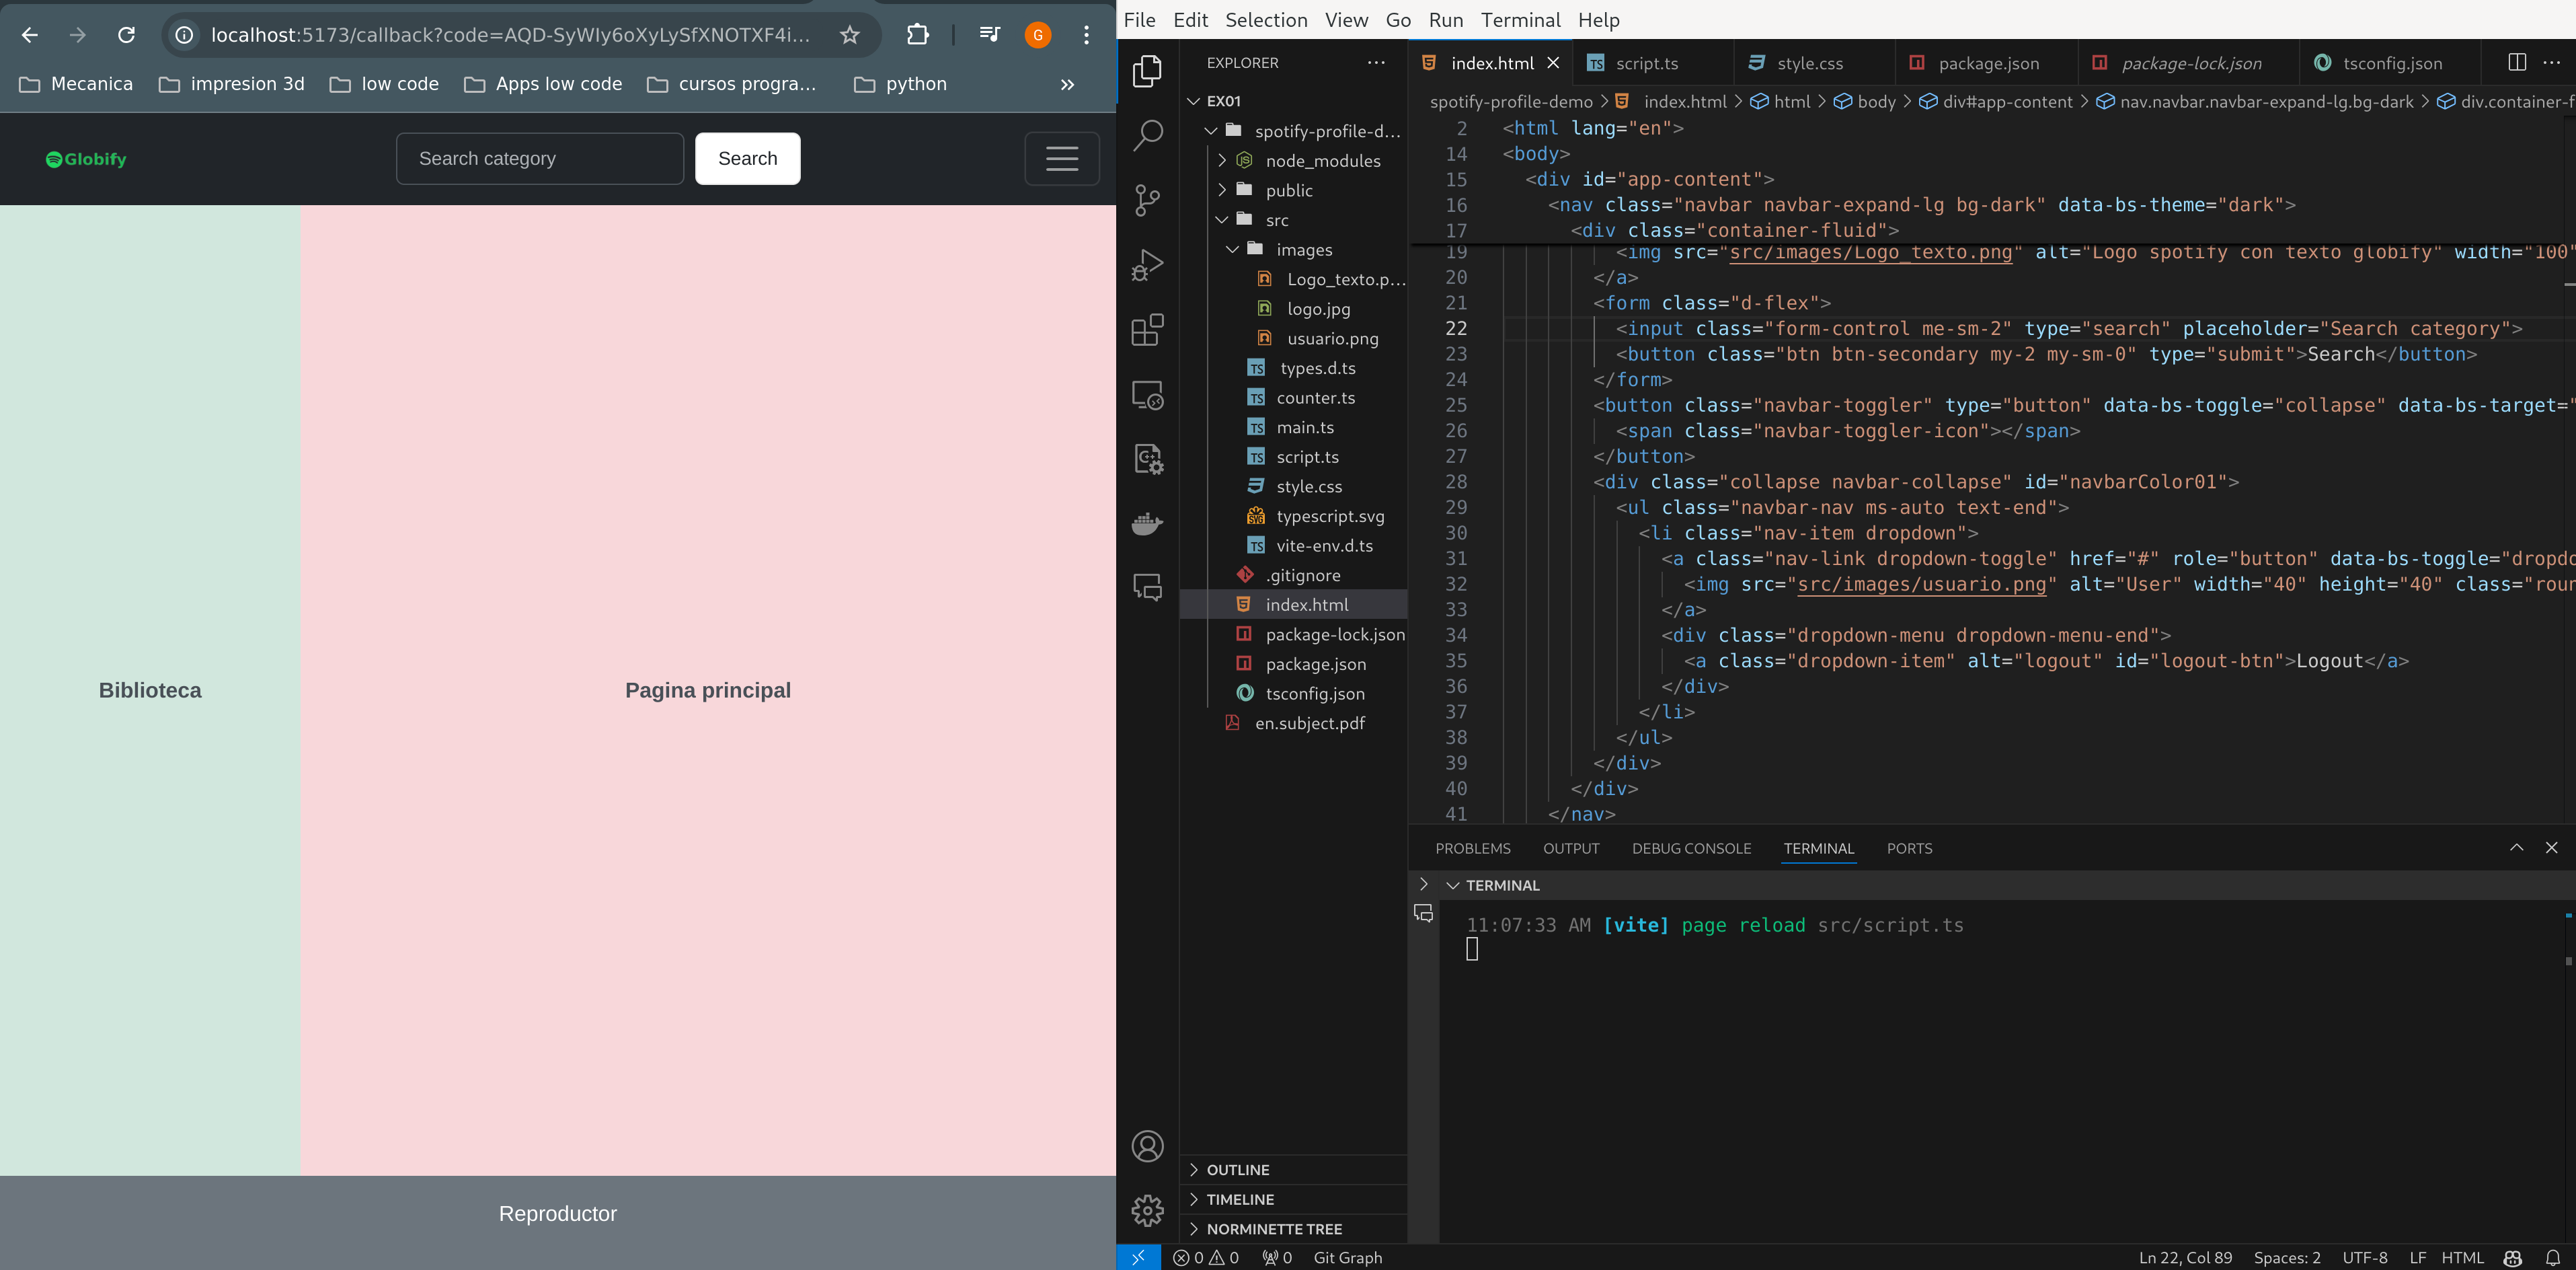 localhost:5173/callback?code=AQD-SyWIy6oXyLySfXNOTXF4i...
G
Mecanica
impresion 3d
low code
Apps low code
cursos progra...
python
Globify
Search category
Search
Biblioteca
Pagina principal
Reproductor
File Edit Selection View Go Run Terminal Help
EXPLORER
EX01
spotify-profile-d...
node_modules
public
src
images
Logo_texto.p...
logo.jpg
usuario.png
types.d.ts
counter.ts
main.ts
script.ts
style.css
typescript.svg
vite-env.d.ts
.gitignore
index.html
package-lock.json
package.json
tsconfig.json
en.subject.pdf
OUTLINE
TIMELINE
NORMINETTE TREE
index.html
script.ts
style.css
package.json
package-lock.json
tsconfig.json
spotify-profile-demo > index.html > html > body > div#app-content > nav.navbar.navbar-expand-lg.bg-dark > div.container-f
2 <html lang="en">
14 <body>
15 <div id="app-content">
16 <nav class="navbar navbar-expand-lg bg-dark" data-bs-theme="dark">
17 <div class="container-fluid">
19 <img src="src/images/Logo_texto.png" alt="Logo spotify con texto globify" width="100"
20 </a>
21 <form class="d-flex">
22 <input class="form-control me-sm-2" type="search" placeholder="Search category">
23 <button class="btn btn-secondary my-2 my-sm-0" type="submit">Search</button>
24 </form>
25 <button class="navbar-toggler" type="button" data-bs-toggle="collapse" data-bs-target="
26 <span class="navbar-toggler-icon"></span>
27 </button>
28 <div class="collapse navbar-collapse" id="navbarColor01">
29 <ul class="navbar-nav ms-auto text-end">
30 <li class="nav-item dropdown">
31 <a class="nav-link dropdown-toggle" href="#" role="button" data-bs-toggle="dropdo
32 <img src="src/images/usuario.png" alt="User" width="40" height="40" class="roun
33 </a>
34 <div class="dropdown-menu dropdown-menu-end">
35 <a class="dropdown-item" alt="logout" id="logout-btn">Logout</a>
36 </div>
37 </li>
38 </ul>
39 </div>
40 </div>
41 </nav>
PROBLEMS OUTPUT DEBUG CONSOLE TERMINAL PORTS
TERMINAL
11:07:33 AM [vite] page reload src/script.ts
0 0 0 Git Graph
Ln 22, Col 89 Spaces: 2 UTF-8 LF HTML